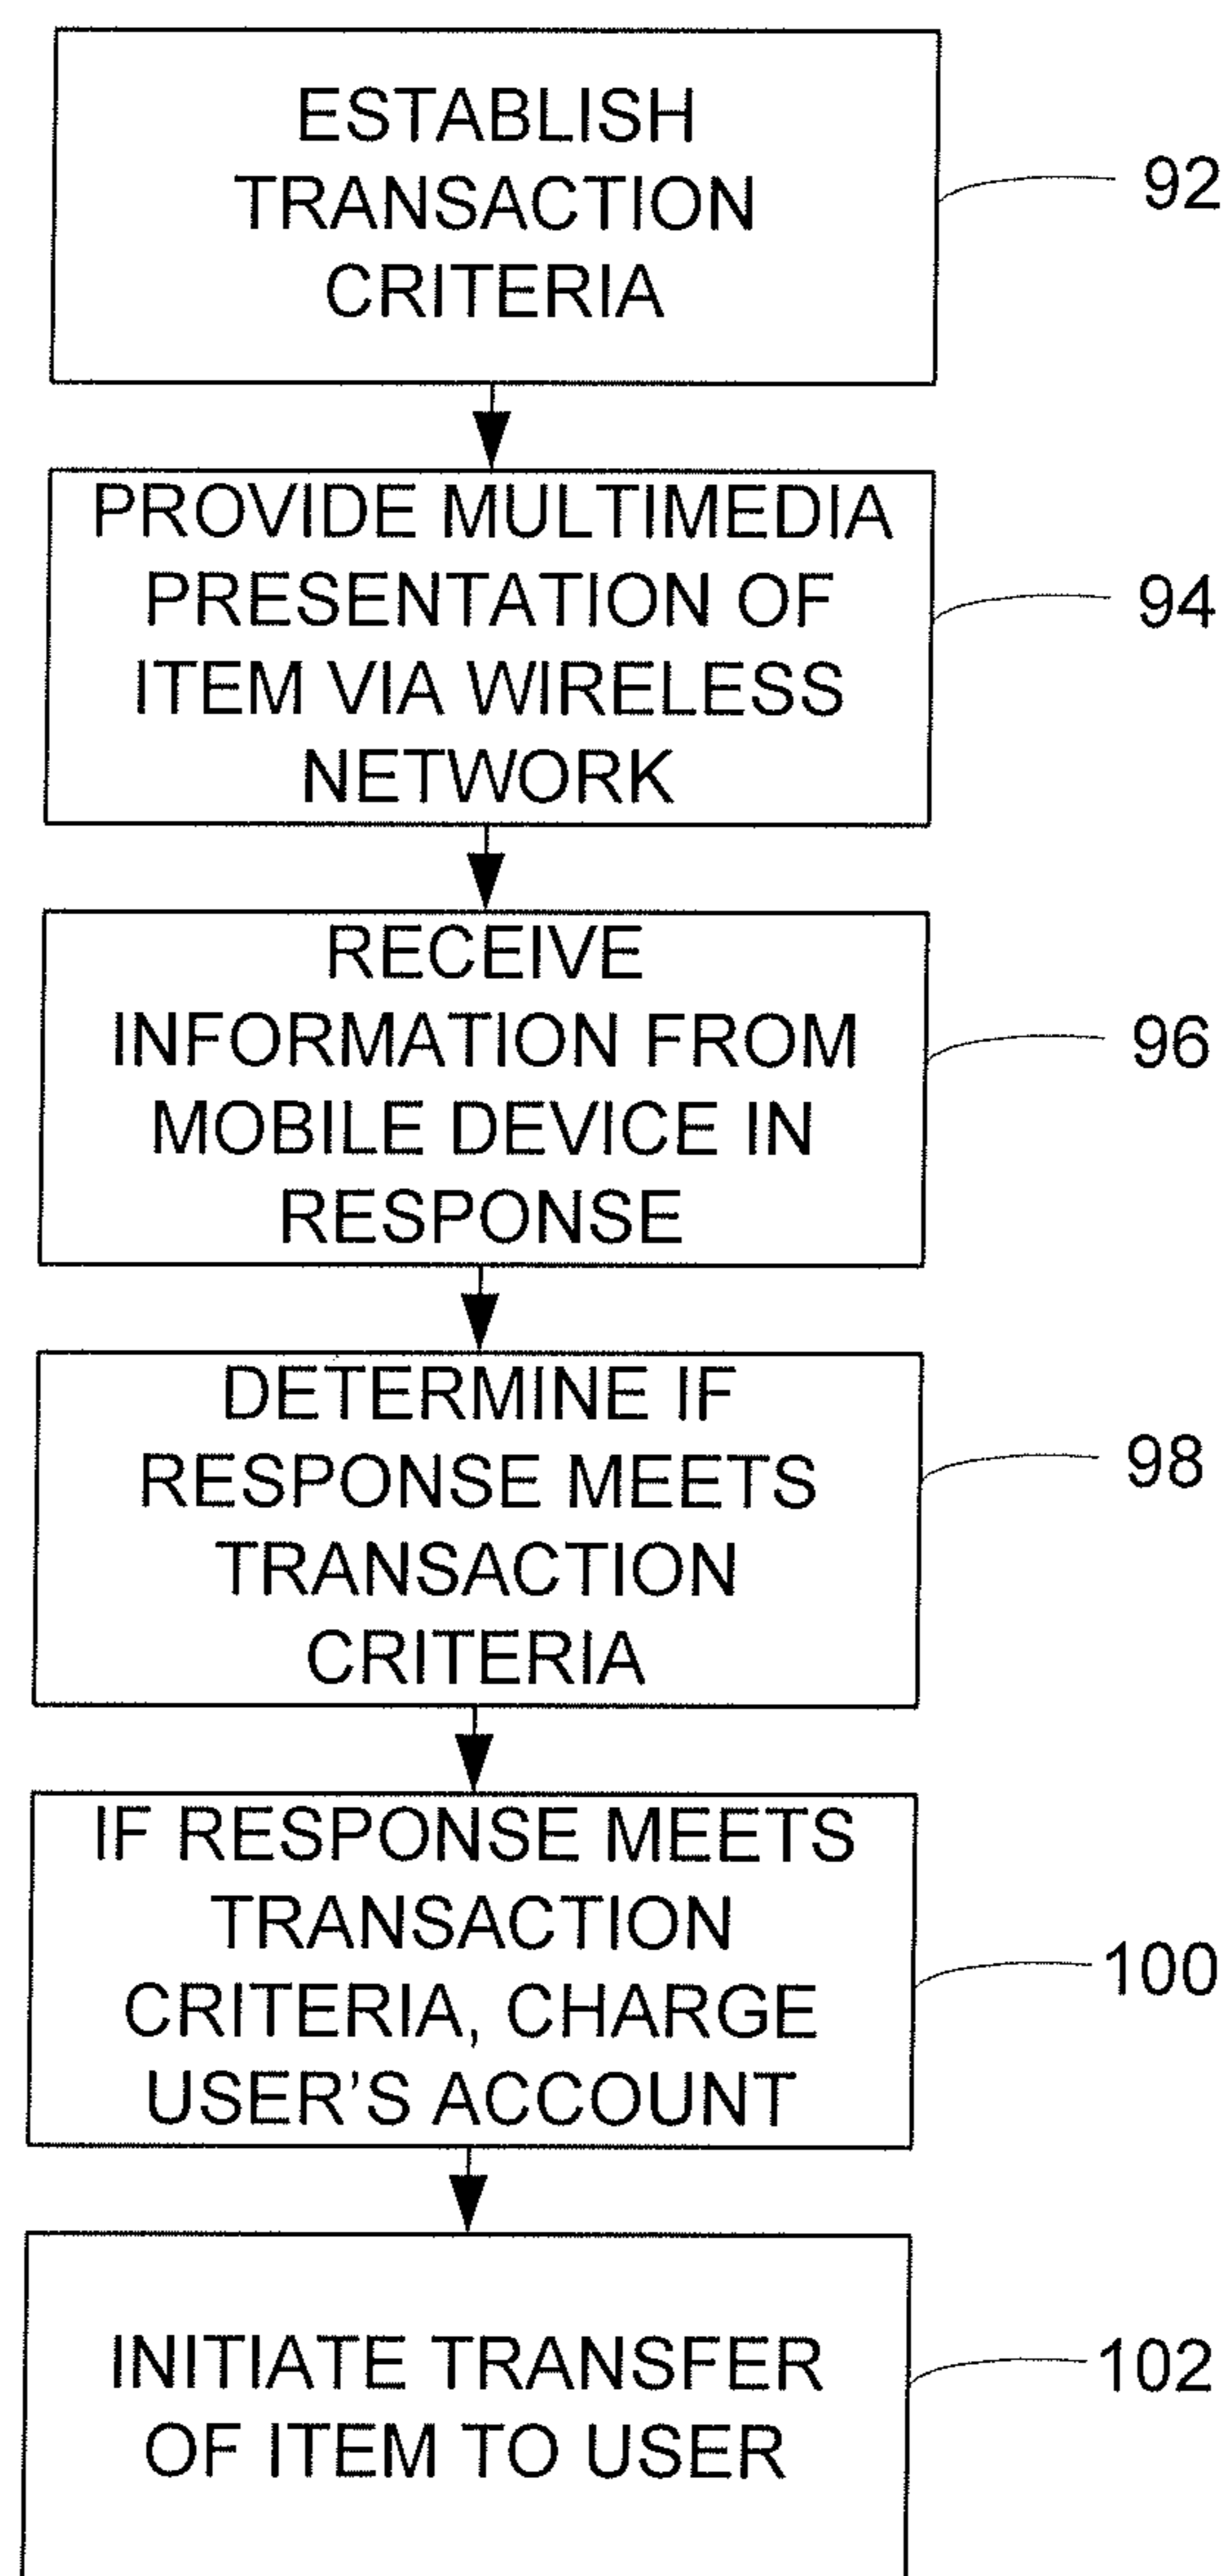 ESTABLISH
TRANSACTION
CRITERIA
92
PROVIDE MULTIMEDIA
PRESENTATION OF
ITEM VIA WIRELESS
NETWORK
94
RECEIVE
INFORMATION FROM
MOBILE DEVICE IN
RESPONSE
96
DETERMINE IF
RESPONSE MEETS
TRANSACTION
CRITERIA
98
IF RESPONSE MEETS
TRANSACTION
CRITERIA, CHARGE
USER'S ACCOUNT
100
INITIATE TRANSFER
OF ITEM TO USER
102